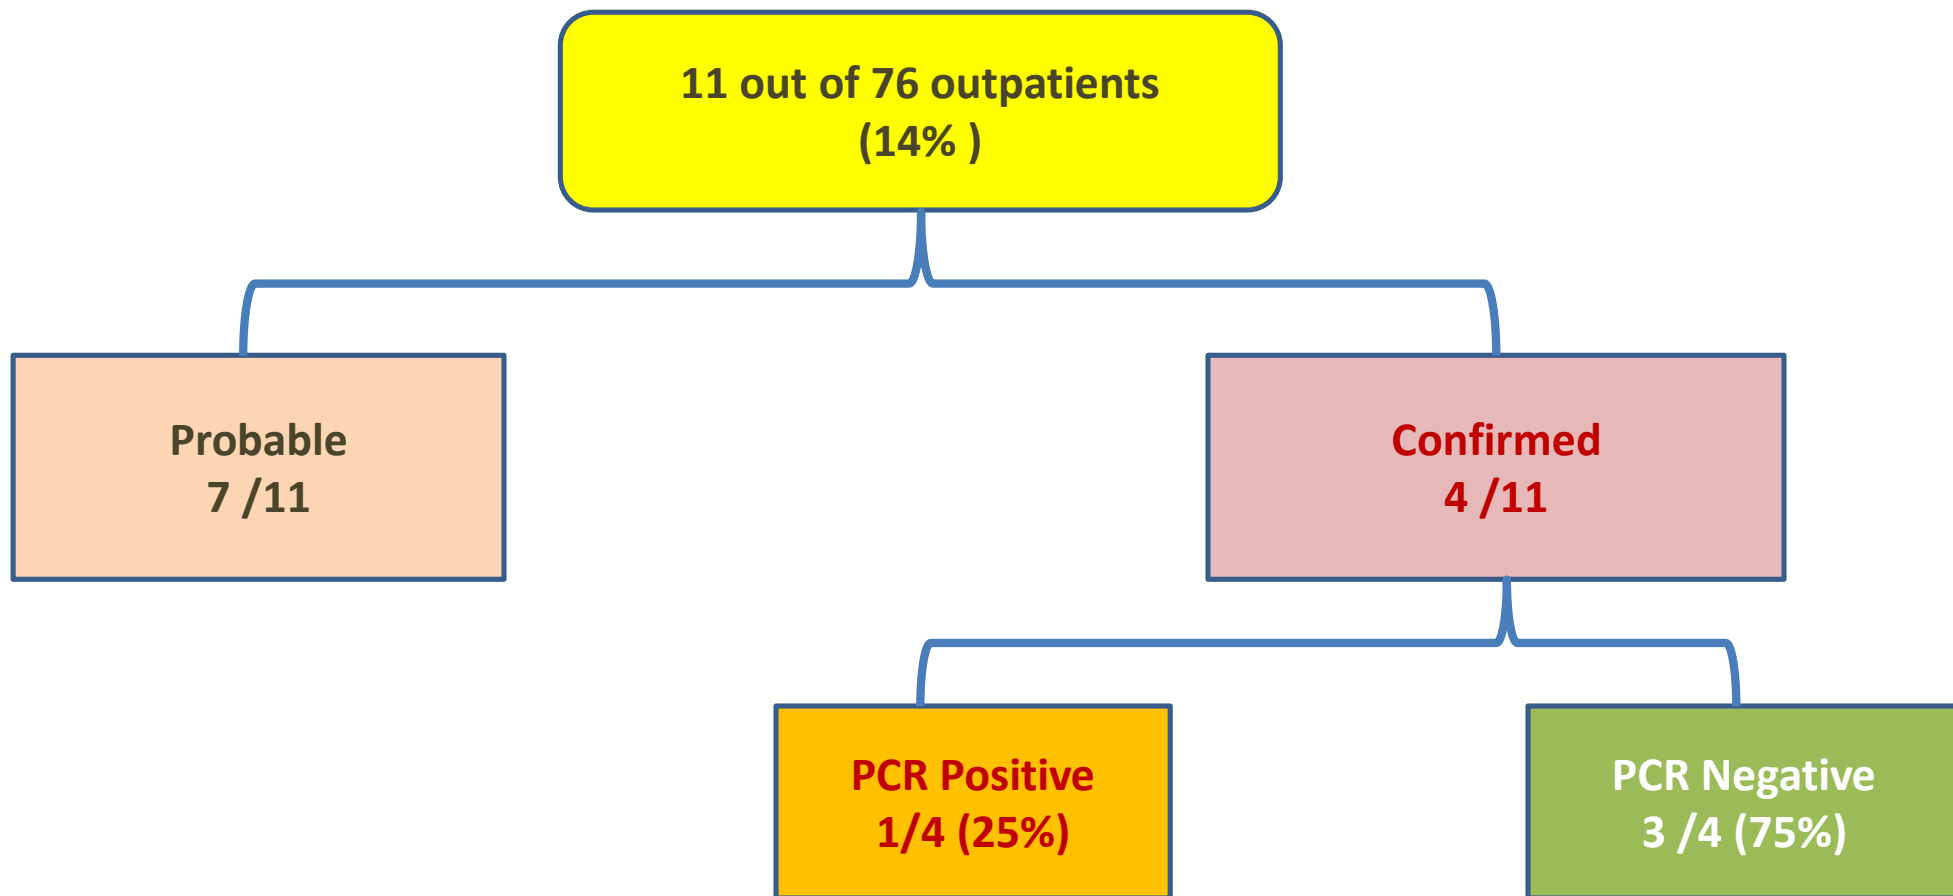 11 out of 76 outpatients
(14% )
Probable
7 /11
Confirmed
4 /11
PCR Positive
1/4 (25%)
PCR Negative
3 /4 (75%)